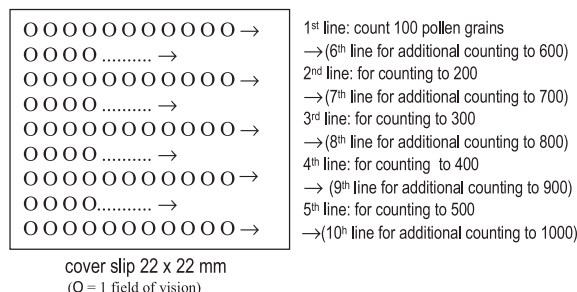 O O O O O O O O O O O →
O O O O .......... →
O O O O O O O O O O O →
O O O O .......... →
O O O O O O O O O O O →
O O O O .......... →
O O O O O O O O O O O →
O O O O........... →
O O O O O O O O O O O →
cover slip 22 x 22 mm
(O = 1 field of vision)
1st line: count 100 pollen grains
→(6th line for additional counting to 600)
2nd line: for counting to 200
→(7th line for additional counting to 700)
3rd line: for counting to 300
→(8th line for additional counting to 800)
4th line: for counting to 400
→ (9th line for additional counting to 900)
5th line: for counting to 500
→(10h line for additional counting to 1000)